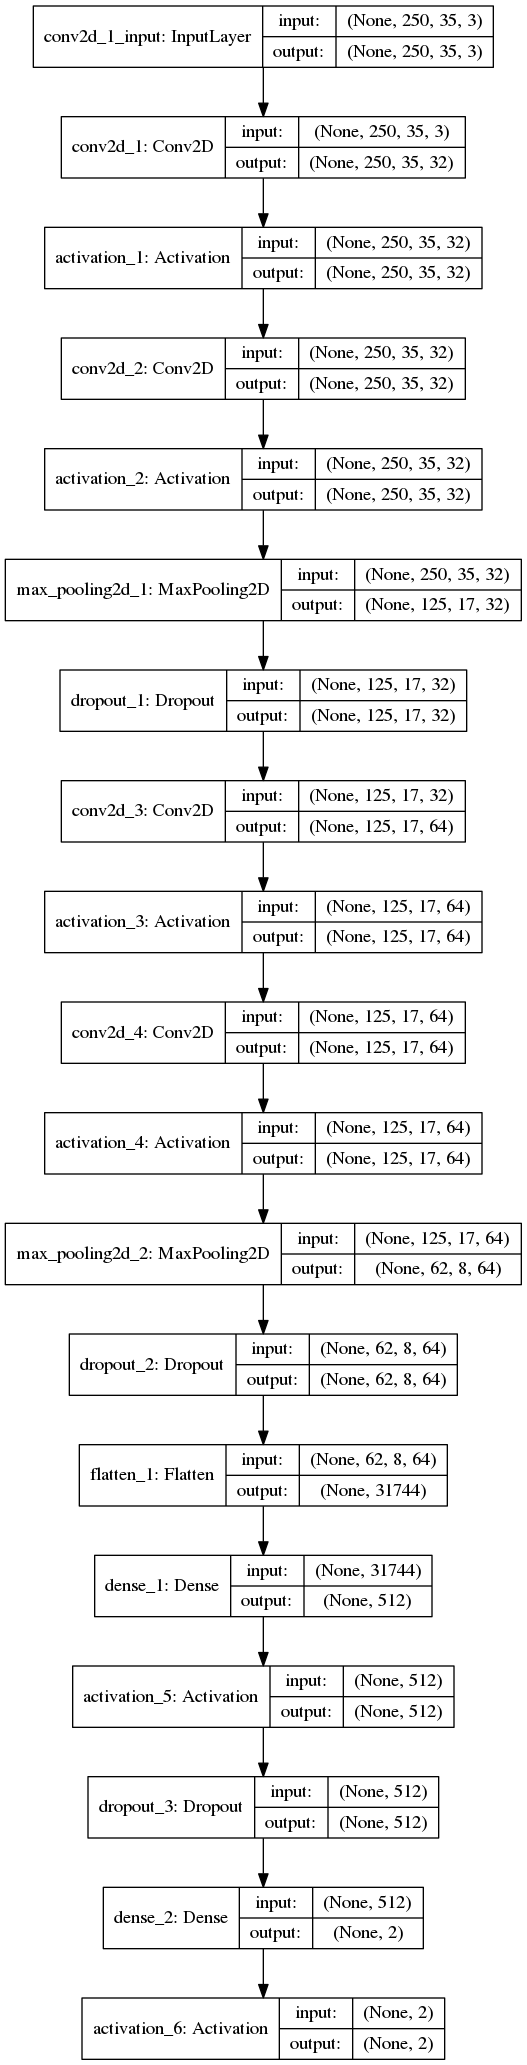 conv2d_1_input: InputLayer
input: (None, 250, 35, 3)
output: (None, 250, 35, 3)
conv2d_1: Conv2D
input: (None, 250, 35, 3)
output: (None, 250, 35, 32)
activation_1: Activation
input: (None, 250, 35, 32)
output: (None, 250, 35, 32)
conv2d_2: Conv2D
input: (None, 250, 35, 32)
output: (None, 250, 35, 32)
activation_2: Activation
input: (None, 250, 35, 32)
output: (None, 250, 35, 32)
max_pooling2d_1: MaxPooling2D
input: (None, 250, 35, 32)
output: (None, 125, 17, 32)
dropout_1: Dropout
input: (None, 125, 17, 32)
output: (None, 125, 17, 32)
conv2d_3: Conv2D
input: (None, 125, 17, 32)
output: (None, 125, 17, 64)
activation_3: Activation
input: (None, 125, 17, 64)
output: (None, 125, 17, 64)
conv2d_4: Conv2D
input: (None, 125, 17, 64)
output: (None, 125, 17, 64)
activation_4: Activation
input: (None, 125, 17, 64)
output: (None, 125, 17, 64)
max_pooling2d_2: MaxPooling2D
input: (None, 125, 17, 64)
output: (None, 62, 8, 64)
dropout_2: Dropout
input: (None, 62, 8, 64)
output: (None, 62, 8, 64)
flatten_1: Flatten
input: (None, 62, 8, 64)
output: (None, 31744)
dense_1: Dense
input: (None, 31744)
output: (None, 512)
activation_5: Activation
input: (None, 512)
output: (None, 512)
dropout_3: Dropout
input: (None, 512)
output: (None, 512)
dense_2: Dense
input: (None, 512)
output: (None, 2)
activation_6: Activation
input: (None, 2)
output: (None, 2)